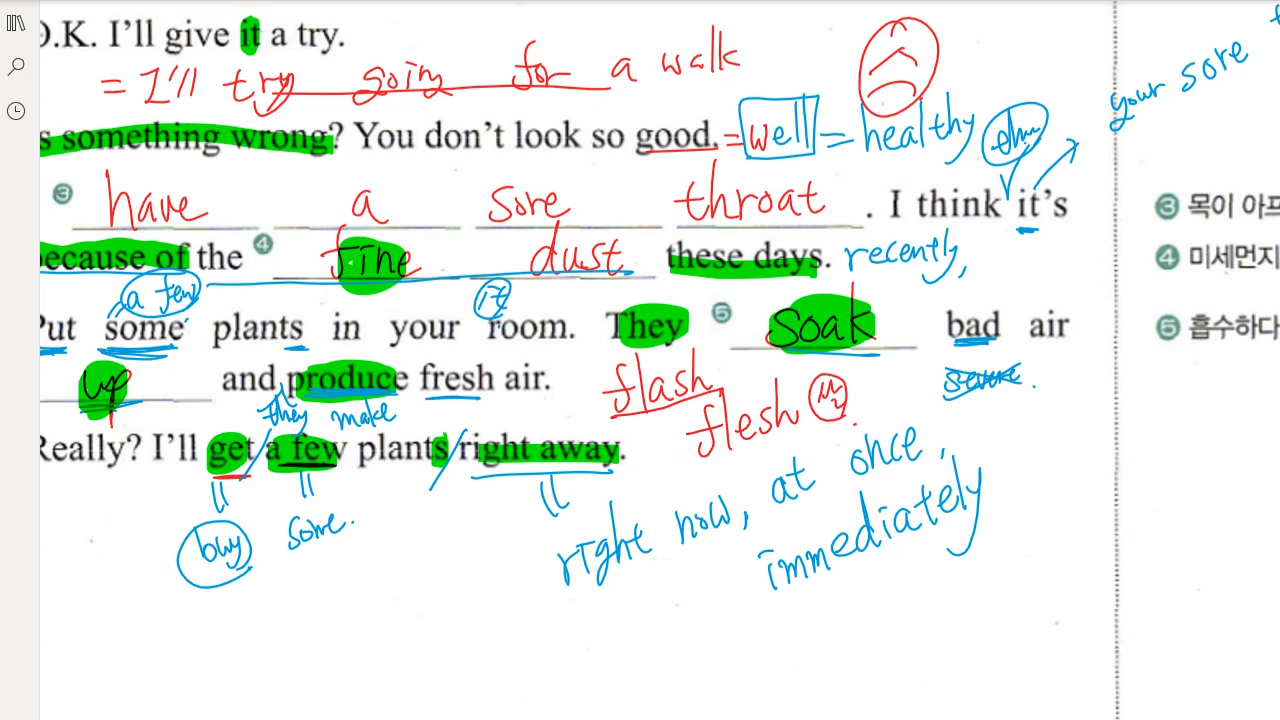 O.K. I'll give it a try.
= I'll try going for a walk
s something wrong? You don't look so good. = well = healthy
your sore
③ have a sore throat. I think it's
③ 목이 아프
because of the ④ fine dust these days. recently,
④ 미세먼지
a few
it
Put some plants in your room. They ⑤ soak bad air
⑤ 흡수하다
up and produce fresh air. flash
they make
flesh
Really? I'll get a few plants right away.
buy some.
right now, at once,
immediately